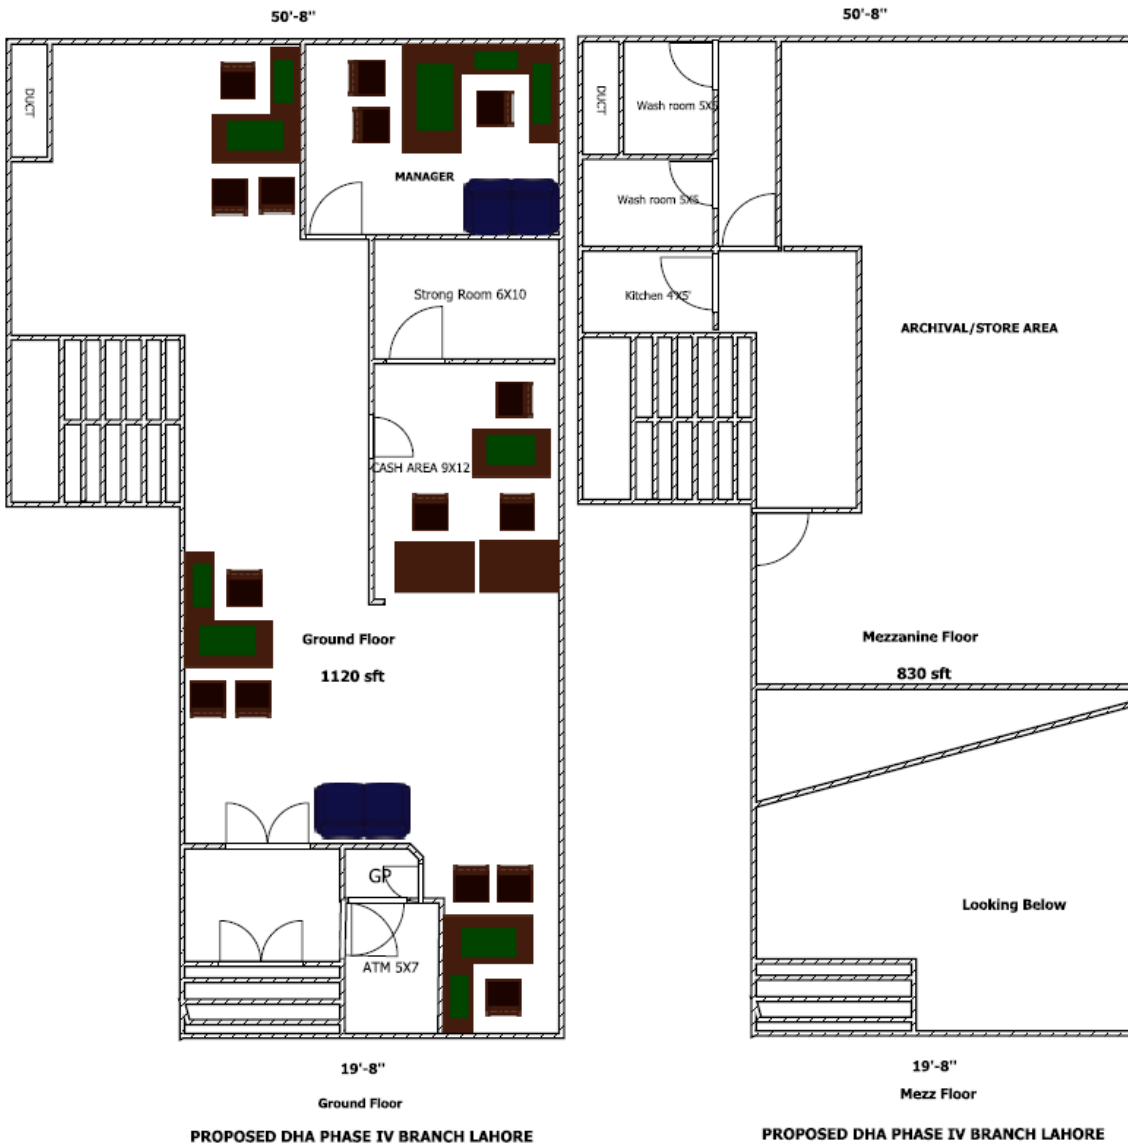 50'-8"
DUCT
MANAGER
Strong Room 6X10
CASH AREA 9X12
Ground Floor
1120 sft
GP
ATM 5X7
19'-8"
Ground Floor
PROPOSED DHA PHASE IV BRANCH LAHORE
50'-8"
DUCT
Wash room 5X5
Wash room 5X5
Kitchen 4'X5'
ARCHIVAL/STORE AREA
Mezzanine Floor
830 sft
Looking Below
19'-8"
Mezz Floor
PROPOSED DHA PHASE IV BRANCH LAHORE